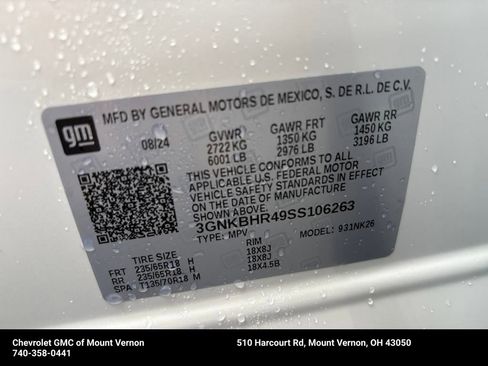 MFD BY GENERAL MOTORS DE MEXICO, S. DE R.L. DE C.V.
gm
08/24 GVWR GAWR FRT GAWR RR
2722 KG 1350 KG 1450 KG
6001 LB 2976 LB 3196 LB
THIS VEHICLE CONFORMS TO ALL
APPLICABLE U.S. FEDERAL MOTOR
VEHICLE SAFETY STANDARDS IN EFFECT
ON THE DATE OF MANUFACTURE
SHOWN ABOVE.
3GNKBHR49SS106263
TYPE: MPV MODEL: 931NK26
TIRE SIZE RIM
FRT 235/65R18 H 18X8J
RR 235/65R18 H 18X8J
SPA T135/70R18 M 18X4.5B
Chevrolet GMC of Mount Vernon 510 Harcourt Rd, Mount Vernon, OH 43050
740-358-0441